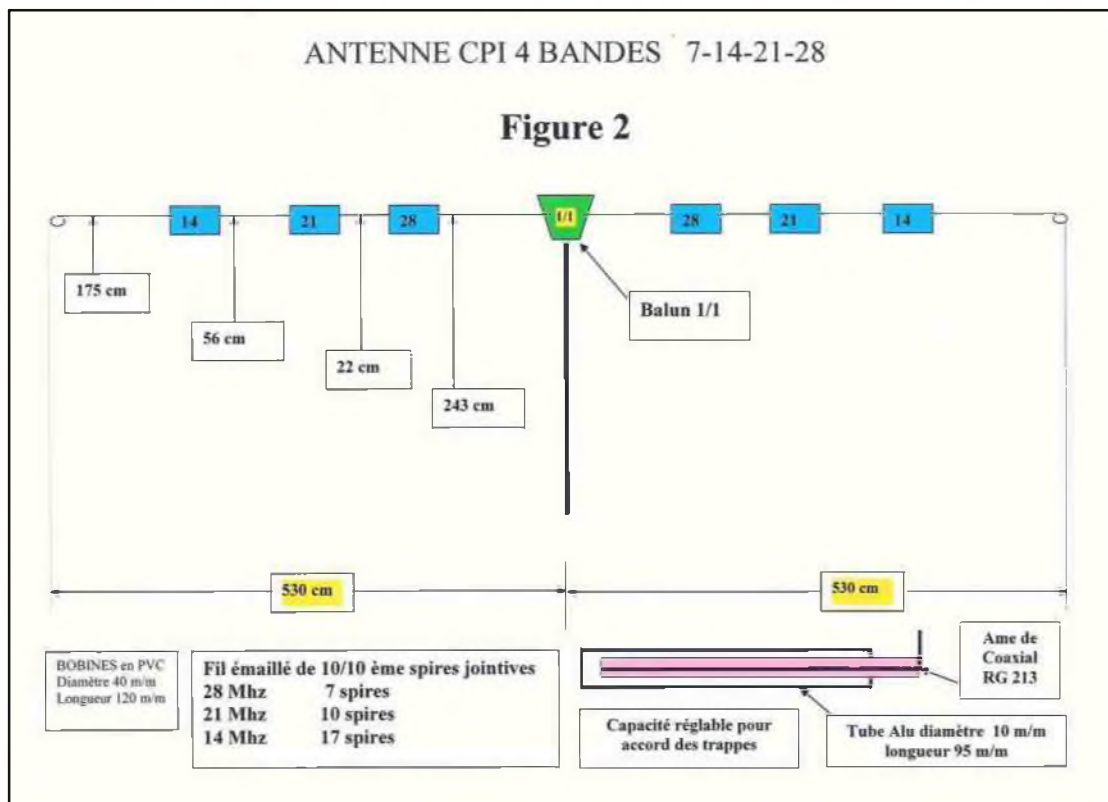 ANTENNE CPI 4 BANDES 7-14-21-28
Figure 2
14
21
28
1/1
28
21
14
175 cm
56 cm
22 cm
243 cm
Balun 1/1
530 cm
530 cm
BOBINES en PVC
Diamètre 40 m/m
Longueur 120 m/m
Fil émaillé de 10/10 ème spires jointives
28 Mhz 7 spires
21 Mhz 10 spires
14 Mhz 17 spires
Capacité réglable pour
accord des trappes
Ame de
Coaxial
RG 213
Tube Alu diamètre 10 m/m
longueur 95 m/m